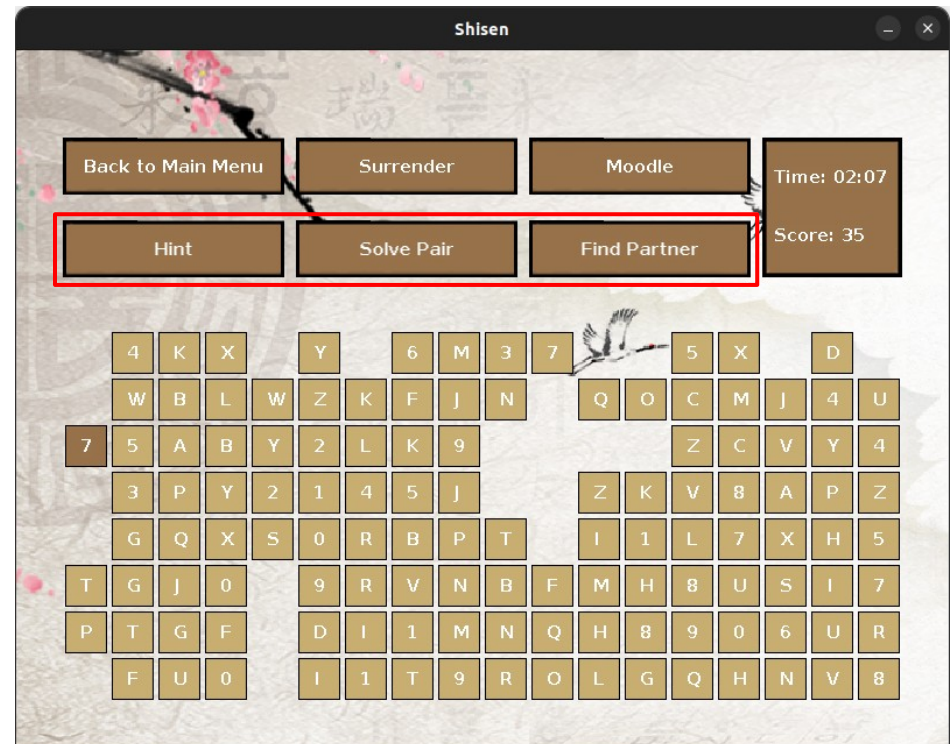 Shisen
Back to Main Menu Surrender Moodle Time: 02:07
Hint Solve Pair Find Partner Score: 35
4 K X Y 6 M 3 7 5 X D
W B L W Z K F J N Q O C M J 4 U
7 5 A B Y 2 L K 9 Z C V Y 4
3 P Y 2 1 4 5 J Z K V 8 A P Z
G Q X S 0 R B P T I 1 L 7 X H 5
T G J 0 9 R V N B F M H 8 U S I 7
P T G F D I 1 M N Q H 8 9 0 6 U R
F U 0 I 1 T 9 R O L G Q H N V 8